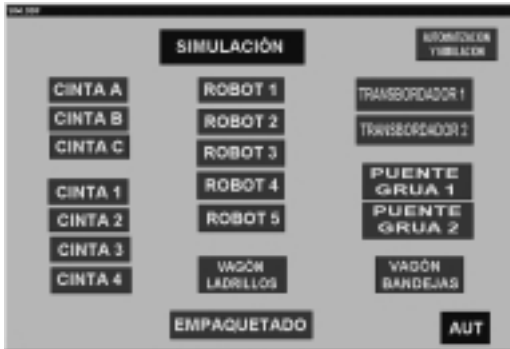 SIMULACIÓN
AUTOMATIZACION
Y SIMULACION
CINTA A
CINTA B
CINTA C
CINTA 1
CINTA 2
CINTA 3
CINTA 4
ROBOT 1
ROBOT 2
ROBOT 3
ROBOT 4
ROBOT 5
VAGÓN
LADRILLOS
TRANSBORDADOR 1
TRANSBORDADOR 2
PUENTE
GRUA 1
PUENTE
GRUA 2
VAGÓN
BANDEJAS
EMPAQUETADO
AUT